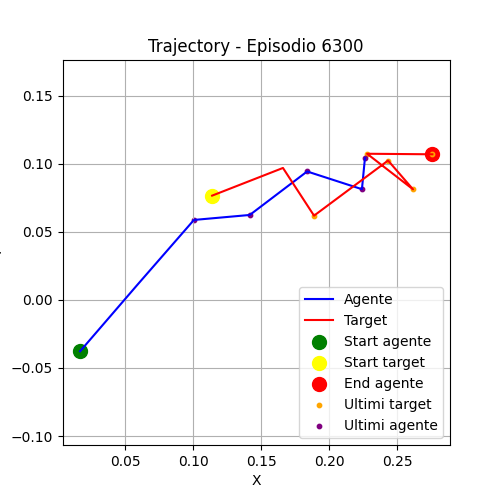 Trajectory - Episodio 6300
0.15
0.10
0.05
0.00
−0.05
−0.10
0.05 0.10 0.15 0.20 0.25
X
Agente
Target
Start agente
Start target
End agente
Ultimi target
Ultimi agente